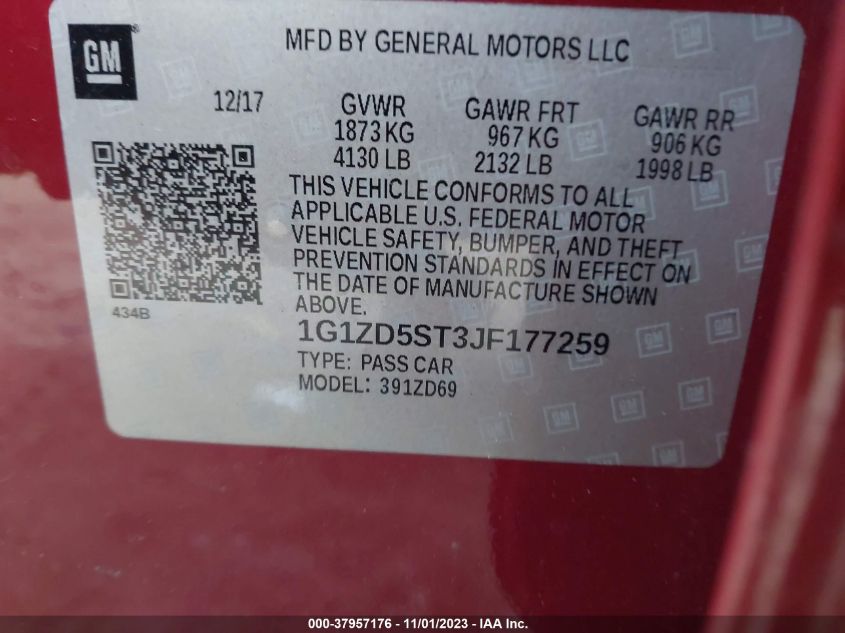 GM
MFD BY GENERAL MOTORS LLC
12/17
GVWR
1873 KG
4130 LB
GAWR FRT
967 KG
2132 LB
GAWR RR
906 KG
1998 LB
THIS VEHICLE CONFORMS TO ALL
APPLICABLE U.S. FEDERAL MOTOR
VEHICLE SAFETY, BUMPER, AND THEFT
PREVENTION STANDARDS IN EFFECT ON
THE DATE OF MANUFACTURE SHOWN
ABOVE.
434B
1G1ZD5ST3JF177259
TYPE: PASS CAR
MODEL: 391ZD69
000-37957176 - 11/01/2023 - IAA Inc.